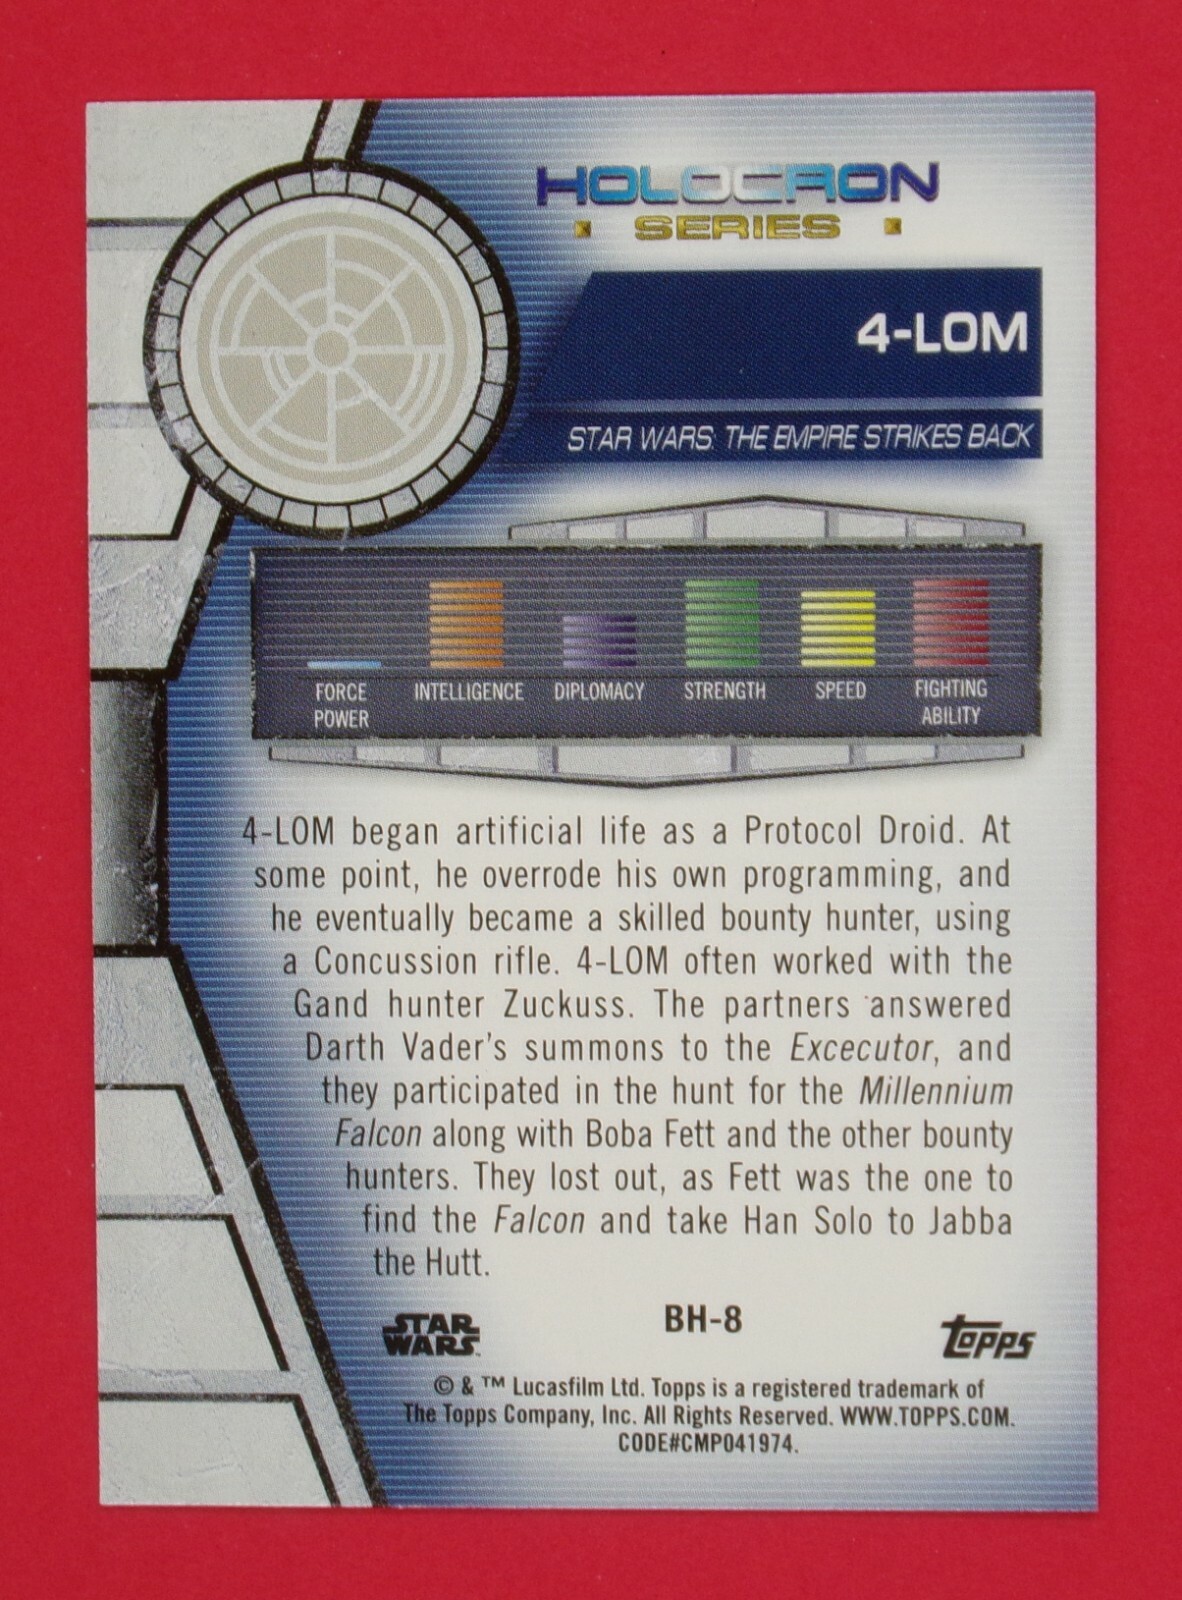 HOLOCRON
SERIES
4-LOM
STAR WARS: THE EMPIRE STRIKES BACK
FORCE POWER
INTELLIGENCE
DIPLOMACY
STRENGTH
SPEED
FIGHTING ABILITY
4-LOM began artificial life as a Protocol Droid. At
some point, he overrode his own programming, and
he eventually became a skilled bounty hunter, using
a Concussion rifle. 4-LOM often worked with the
Gand hunter Zuckuss. The partners answered
Darth Vader's summons to the Excecutor, and
they participated in the hunt for the Millennium
Falcon along with Boba Fett and the other bounty
hunters. They lost out, as Fett was the one to
find the Falcon and take Han Solo to Jabba
the Hutt.
STAR
WARS
BH-8
Topps
© & ™ Lucasfilm Ltd. Topps is a registered trademark of
The Topps Company, Inc. All Rights Reserved. WWW.TOPPS.COM.
CODE#CMP041974.